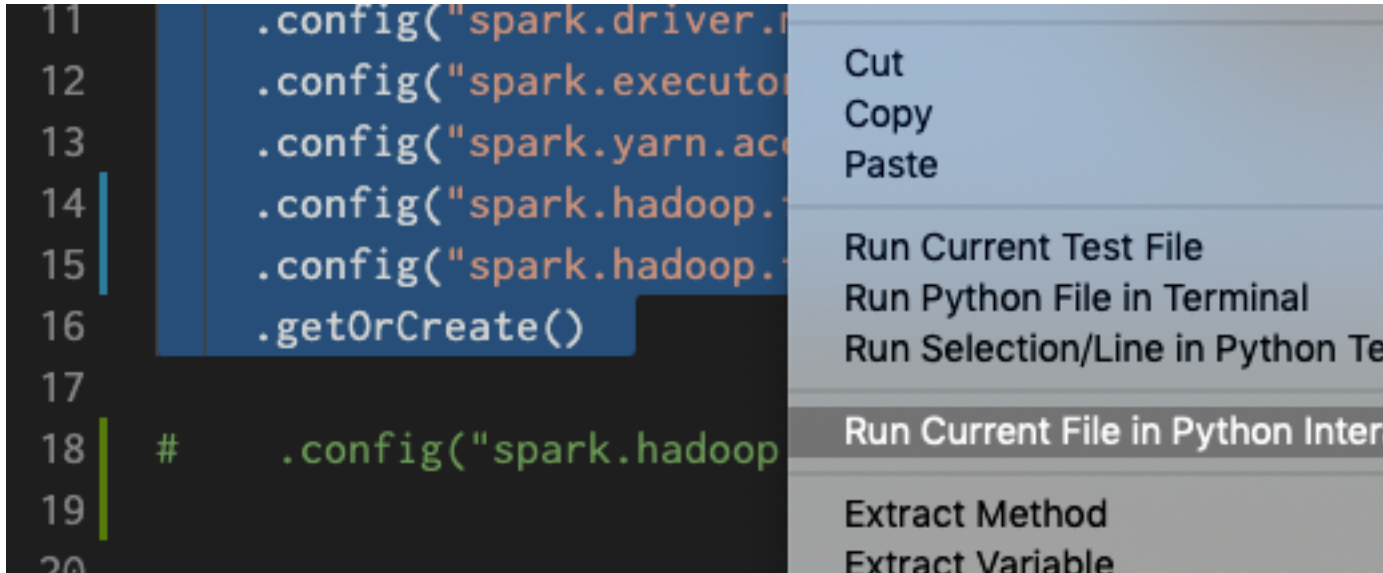 11 .config("spark.driver.
12 .config("spark.executor
13 .config("spark.yarn.acc
14 .config("spark.hadoop.
15 .config("spark.hadoop.
16 .getOrCreate()
17
18 # .config("spark.hadoop
19
20
Cut
Copy
Paste
Run Current Test File
Run Python File in Terminal
Run Selection/Line in Python Te
Run Current File in Python Inter
Extract Method
Extract Variable